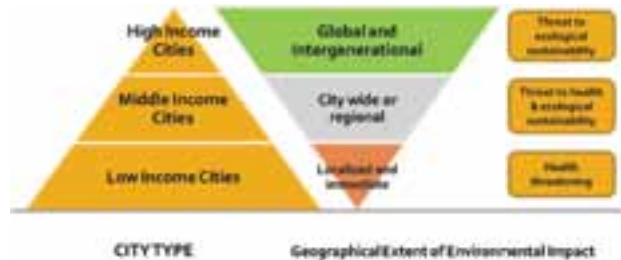 High Income
Cities
Middle Income
Cities
Low Income Cities
Global and
Intergenerational
City wide or
regional
Localized and
immediate
Threat to
ecological
sustainability
Threat to health
& ecological
sustainability
Health
threatening
CITY TYPE
Geographical Extent of Environmental Impact